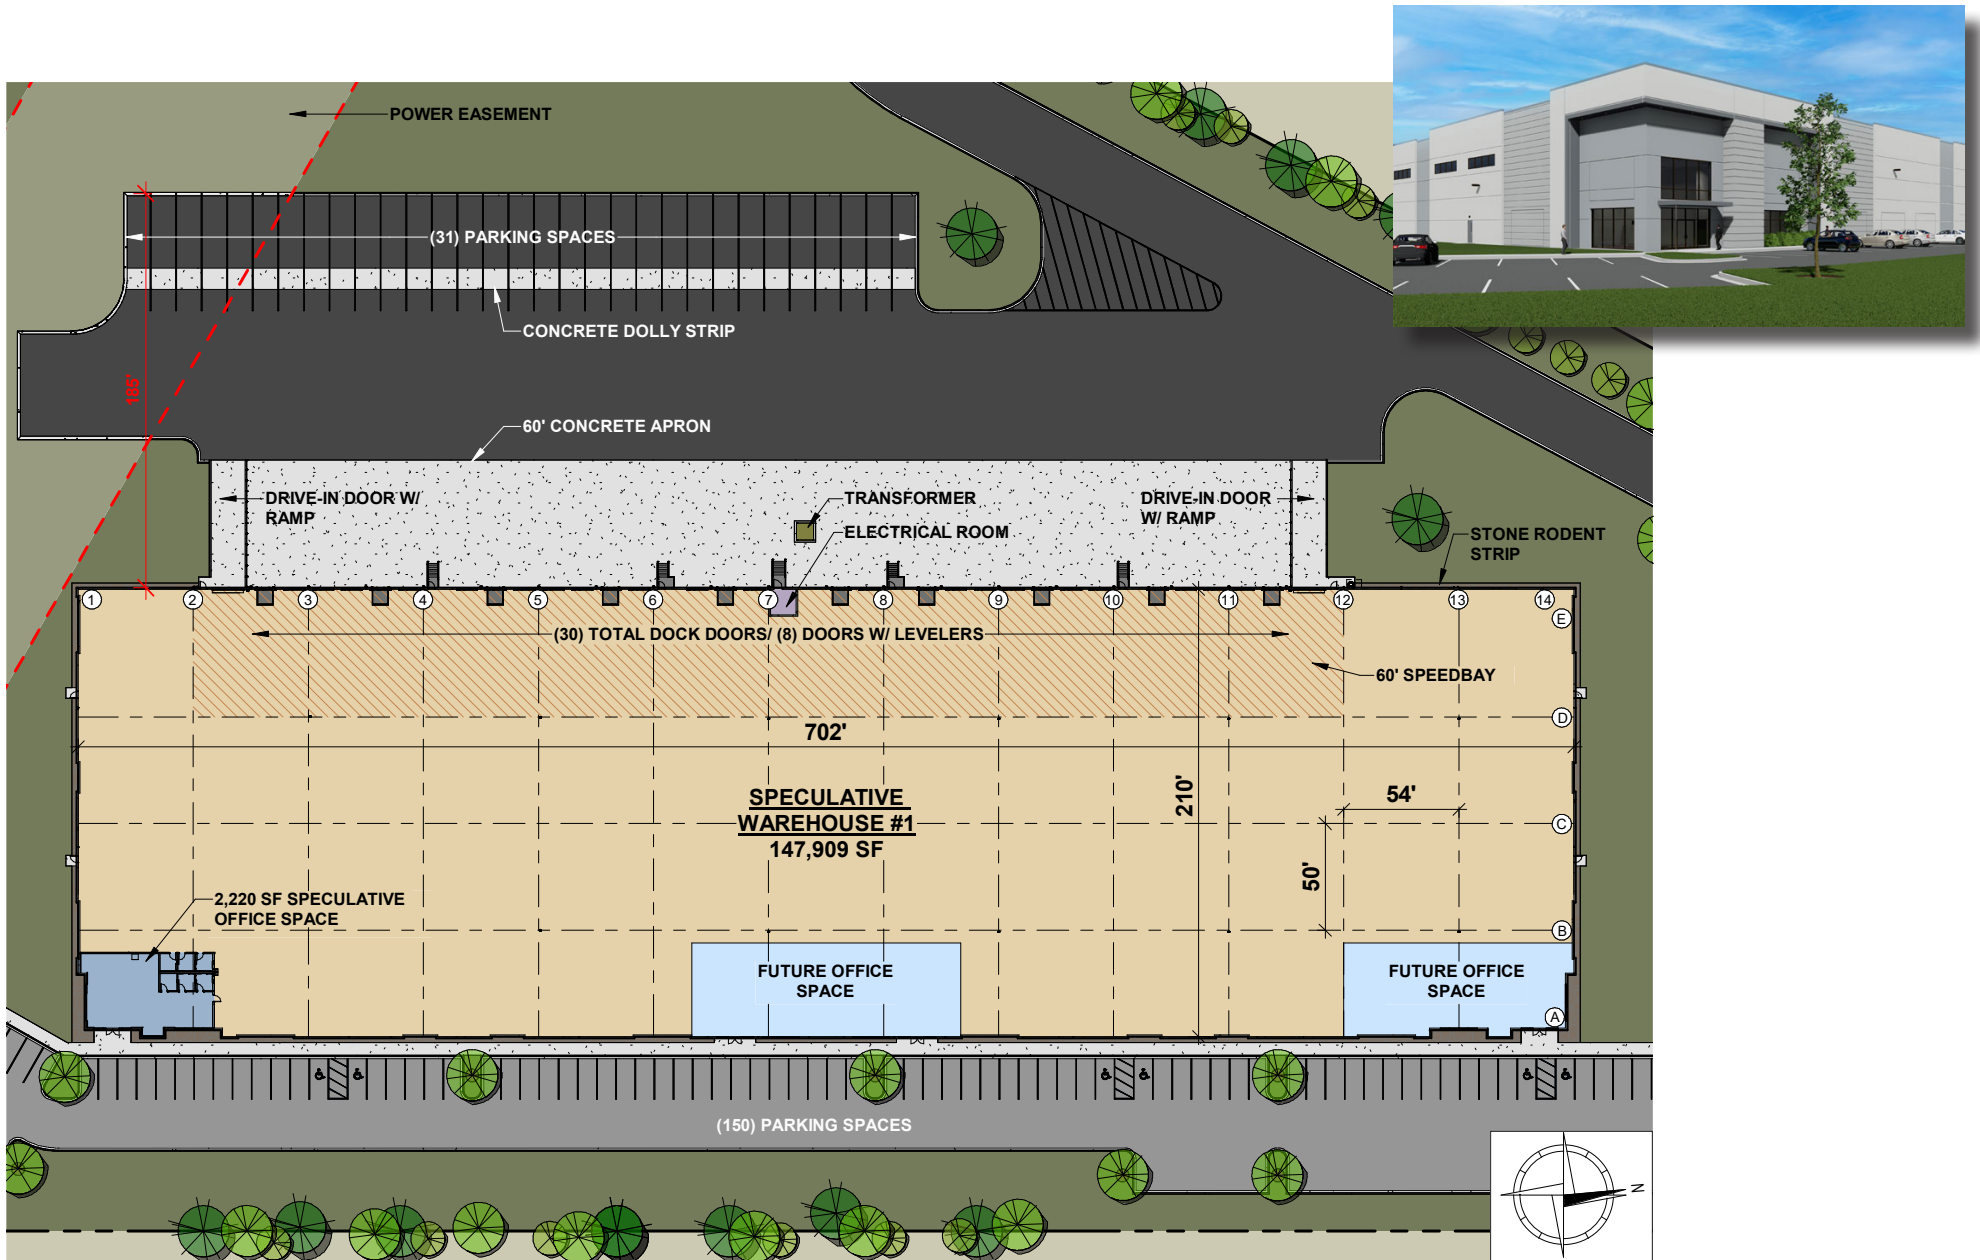 POWER EASEMENT
(31) PARKING SPACES
CONCRETE DOLLY STRIP
185'
60' CONCRETE APRON
DRIVE-IN DOOR W/
RAMP
TRANSFORMER
ELECTRICAL ROOM
DRIVE-IN DOOR
W/ RAMP
STONE RODENT
STRIP
1
2
3
4
5
6
7
8
9
10
11
12
13
14
E
(30) TOTAL DOCK DOORS/ (8) DOORS W/ LEVELERS
60' SPEEDBAY
D
702'
210'
54'
SPECULATIVE
WAREHOUSE #1
147,909 SF
C
50'
2,220 SF SPECULATIVE
OFFICE SPACE
B
FUTURE OFFICE
SPACE
FUTURE OFFICE
SPACE
A
(150) PARKING SPACES
N